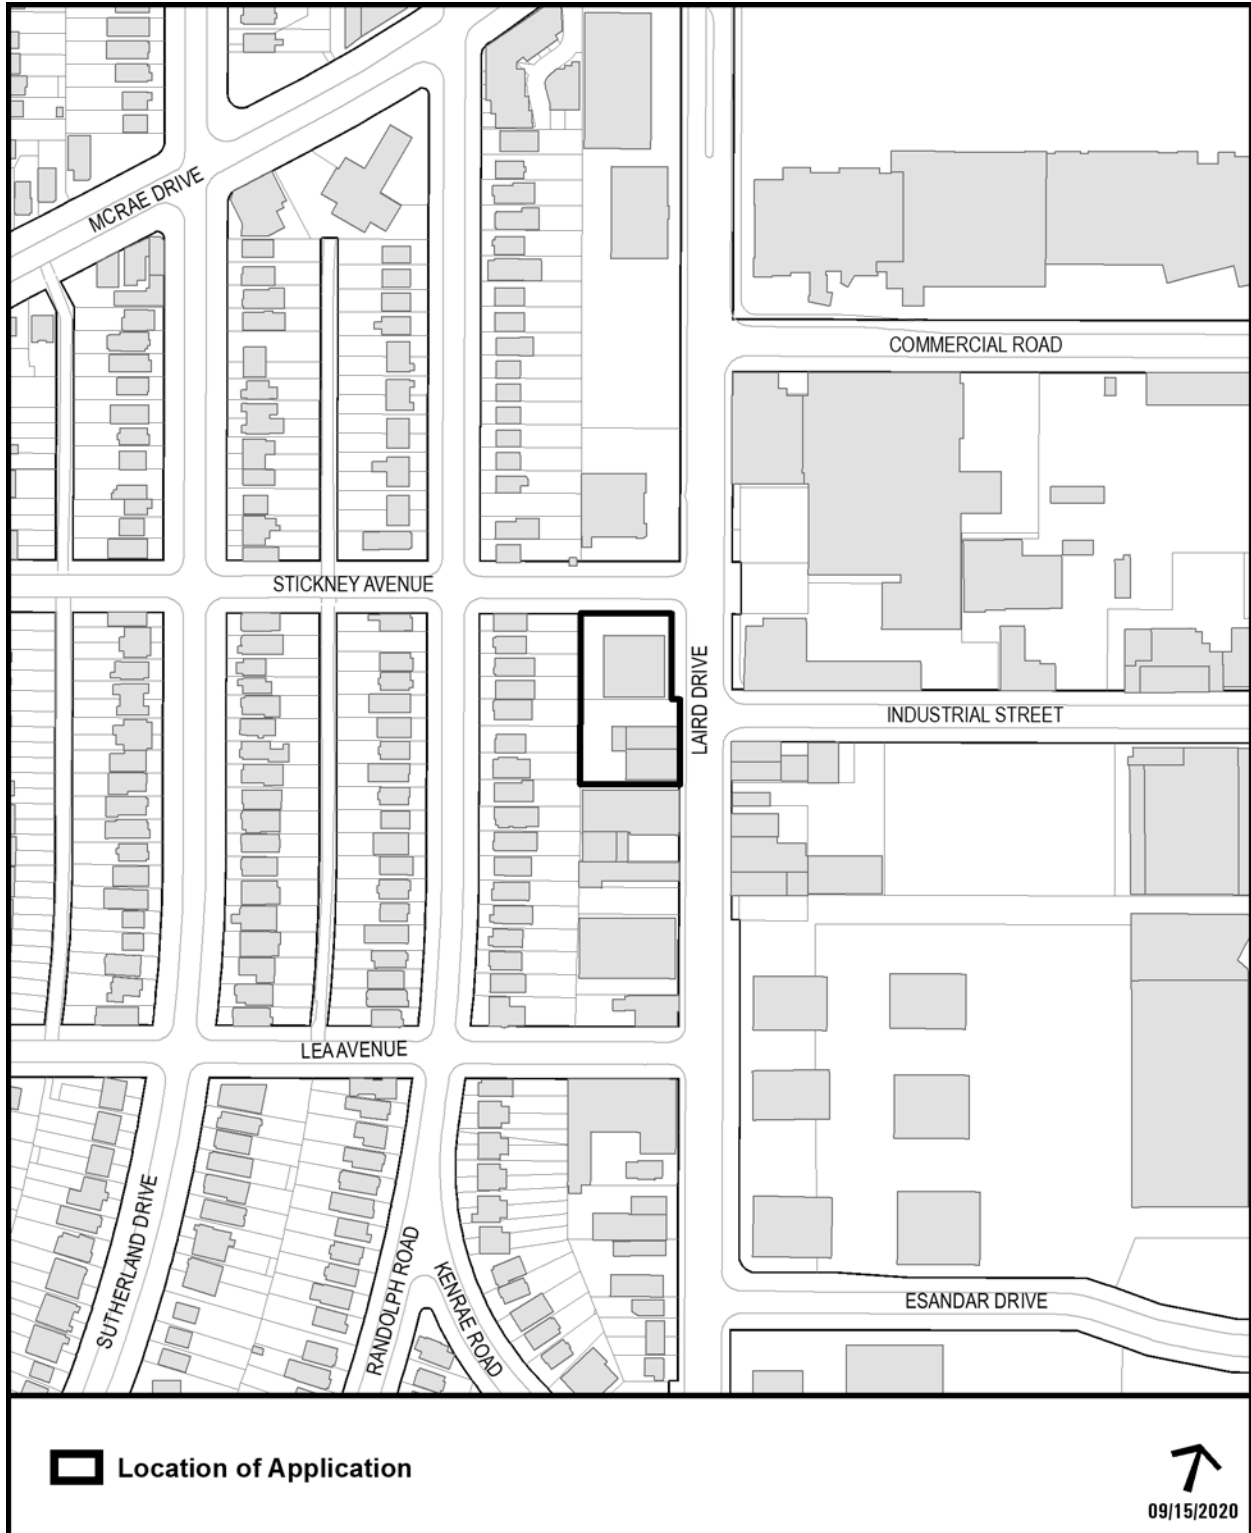 MCRAE DRIVE
COMMERCIAL ROAD
STICKNEY AVENUE
LAIRD DRIVE
INDUSTRIAL STREET
LEA AVENUE
SUTHERLAND DRIVE
RANDOLPH ROAD
KENRAE ROAD
ESANDAR DRIVE
Location of Application
09/15/2020